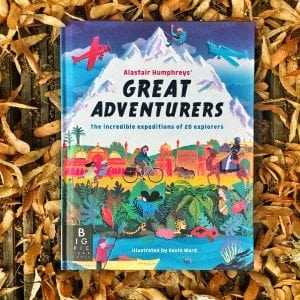 Alastair Humphreys'
GREAT
ADVENTURERS
The incredible expeditions of 20 explorers
B
I G
P I C
Illustrated by Kevin Ward